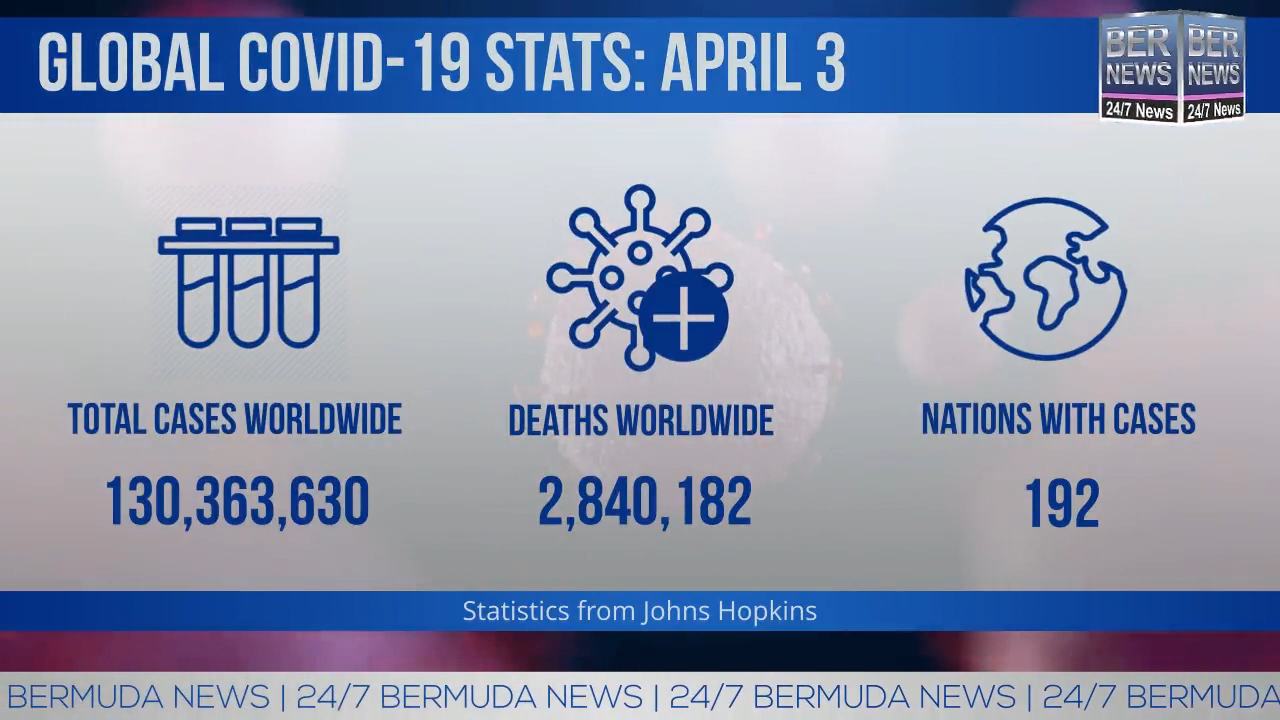 GLOBAL COVID-19 STATS: APRIL 3
BER NEWS 24/7 News
BER NEWS 24/7 News
TOTAL CASES WORLDWIDE
130,363,630
DEATHS WORLDWIDE
2,840,182
NATIONS WITH CASES
192
Statistics from Johns Hopkins
BERMUDA NEWS | 24/7 BERMUDA NEWS | 24/7 BERMUDA NEWS | 24/7 BERMUDA